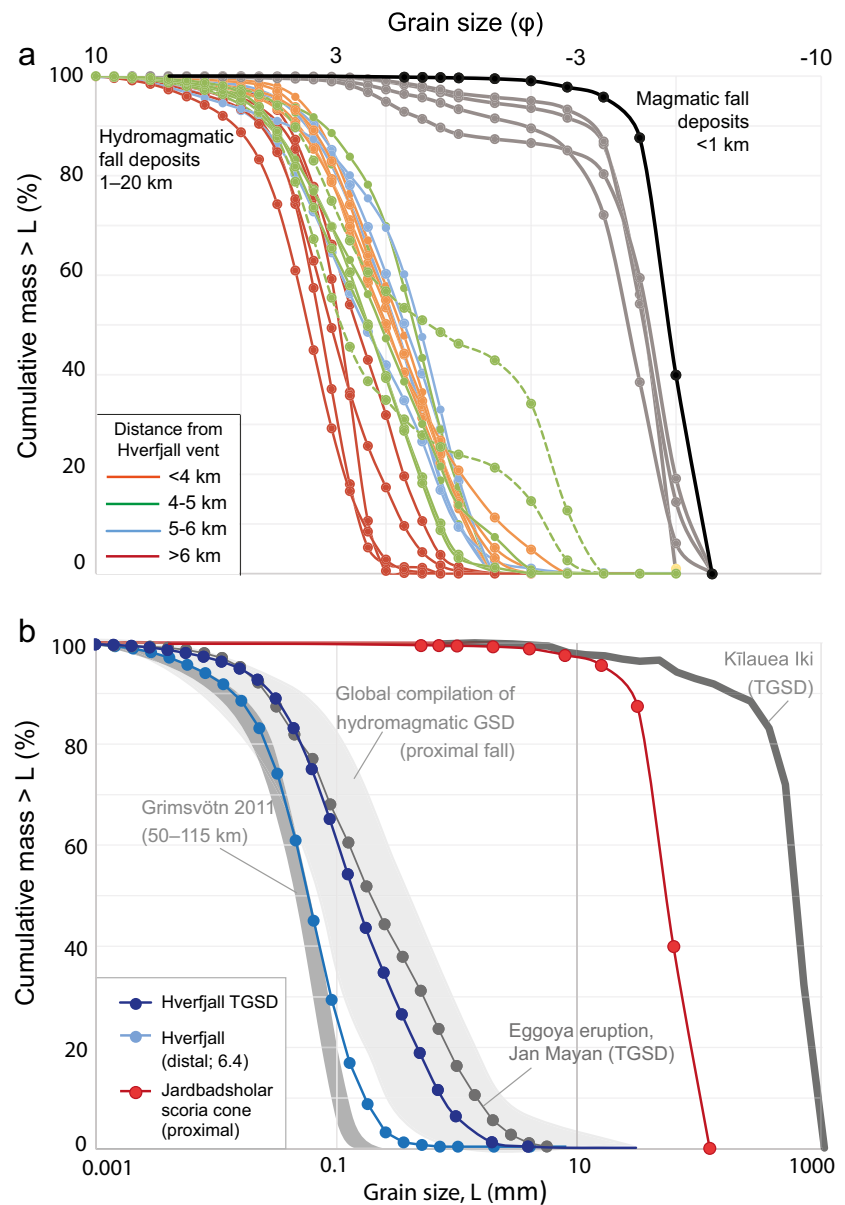 Grain size (φ)
a
10 3 -3 -10
100
80
60
40
20
0
Cumulative mass > L (%)
Hydromagmatic
fall deposits
1–20 km
Magmatic fall
deposits
<1 km
Distance from
Hverfjall vent
<4 km
4-5 km
5-6 km
>6 km
b
100
80
60
40
20
0
Cumulative mass > L (%)
Kīlauea Iki
(TGSD)
Global compilation of
hydromagmatic GSD
(proximal fall)
Grimsvötn 2011
(50–115 km)
Eggoya eruption,
Jan Mayan (TGSD)
Hverfjall TGSD
Hverfjall
(distal; 6.4)
Jardbadsholar
scoria cone
(proximal)
0.001 0.1 10 1000
Grain size, L (mm)